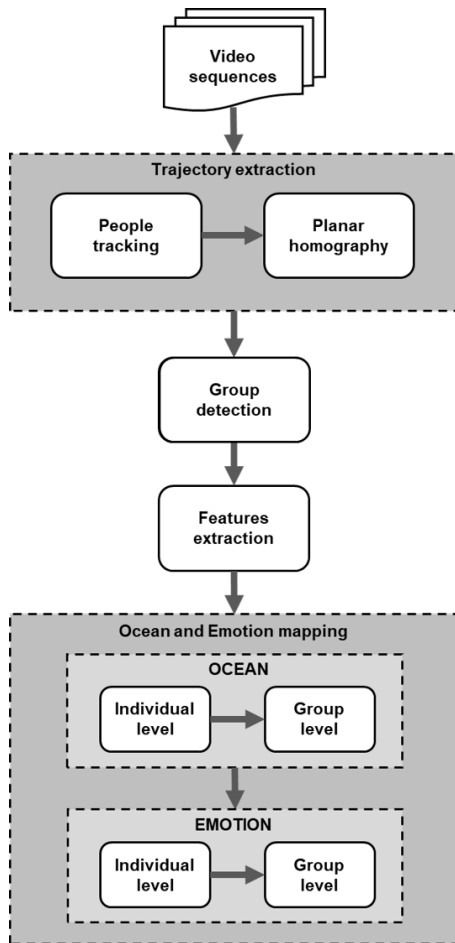 Video
sequences
Trajectory extraction
People
tracking
Planar
homography
Group
detection
Features
extraction
Ocean and Emotion mapping
OCEAN
Individual
level
Group
level
EMOTION
Individual
level
Group
level